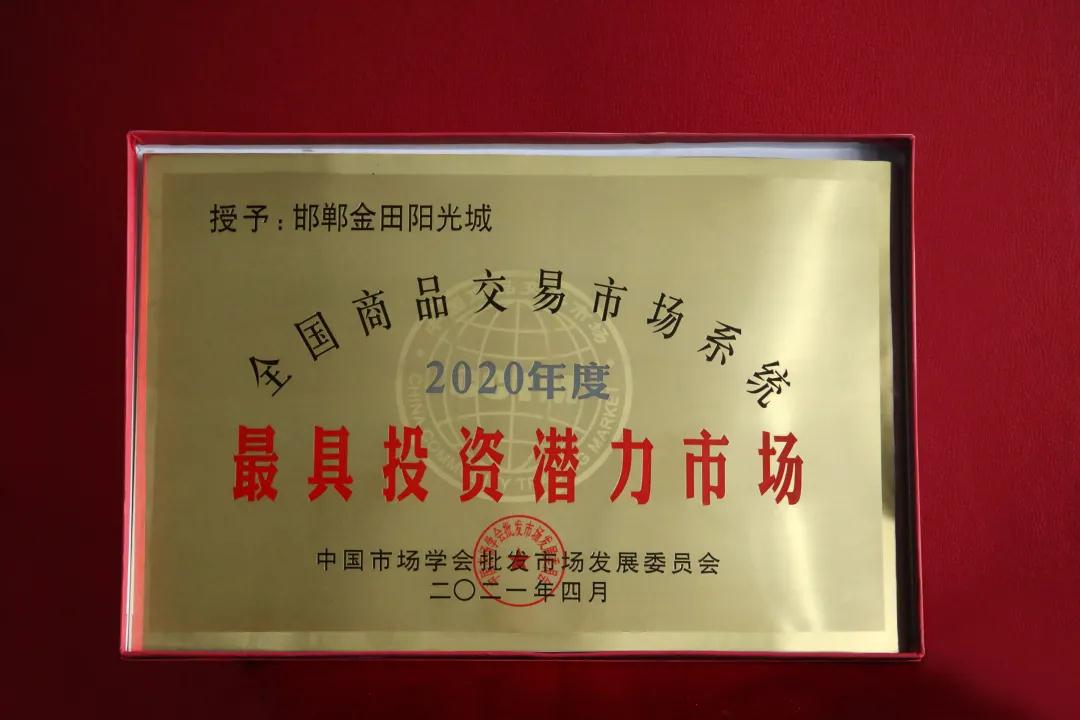 授予：邯郸金田阳光城
全国商品交易市场系统
2020年度
最具投资潜力市场
中国市场学会批发市场发展委员会
二〇二一年四月